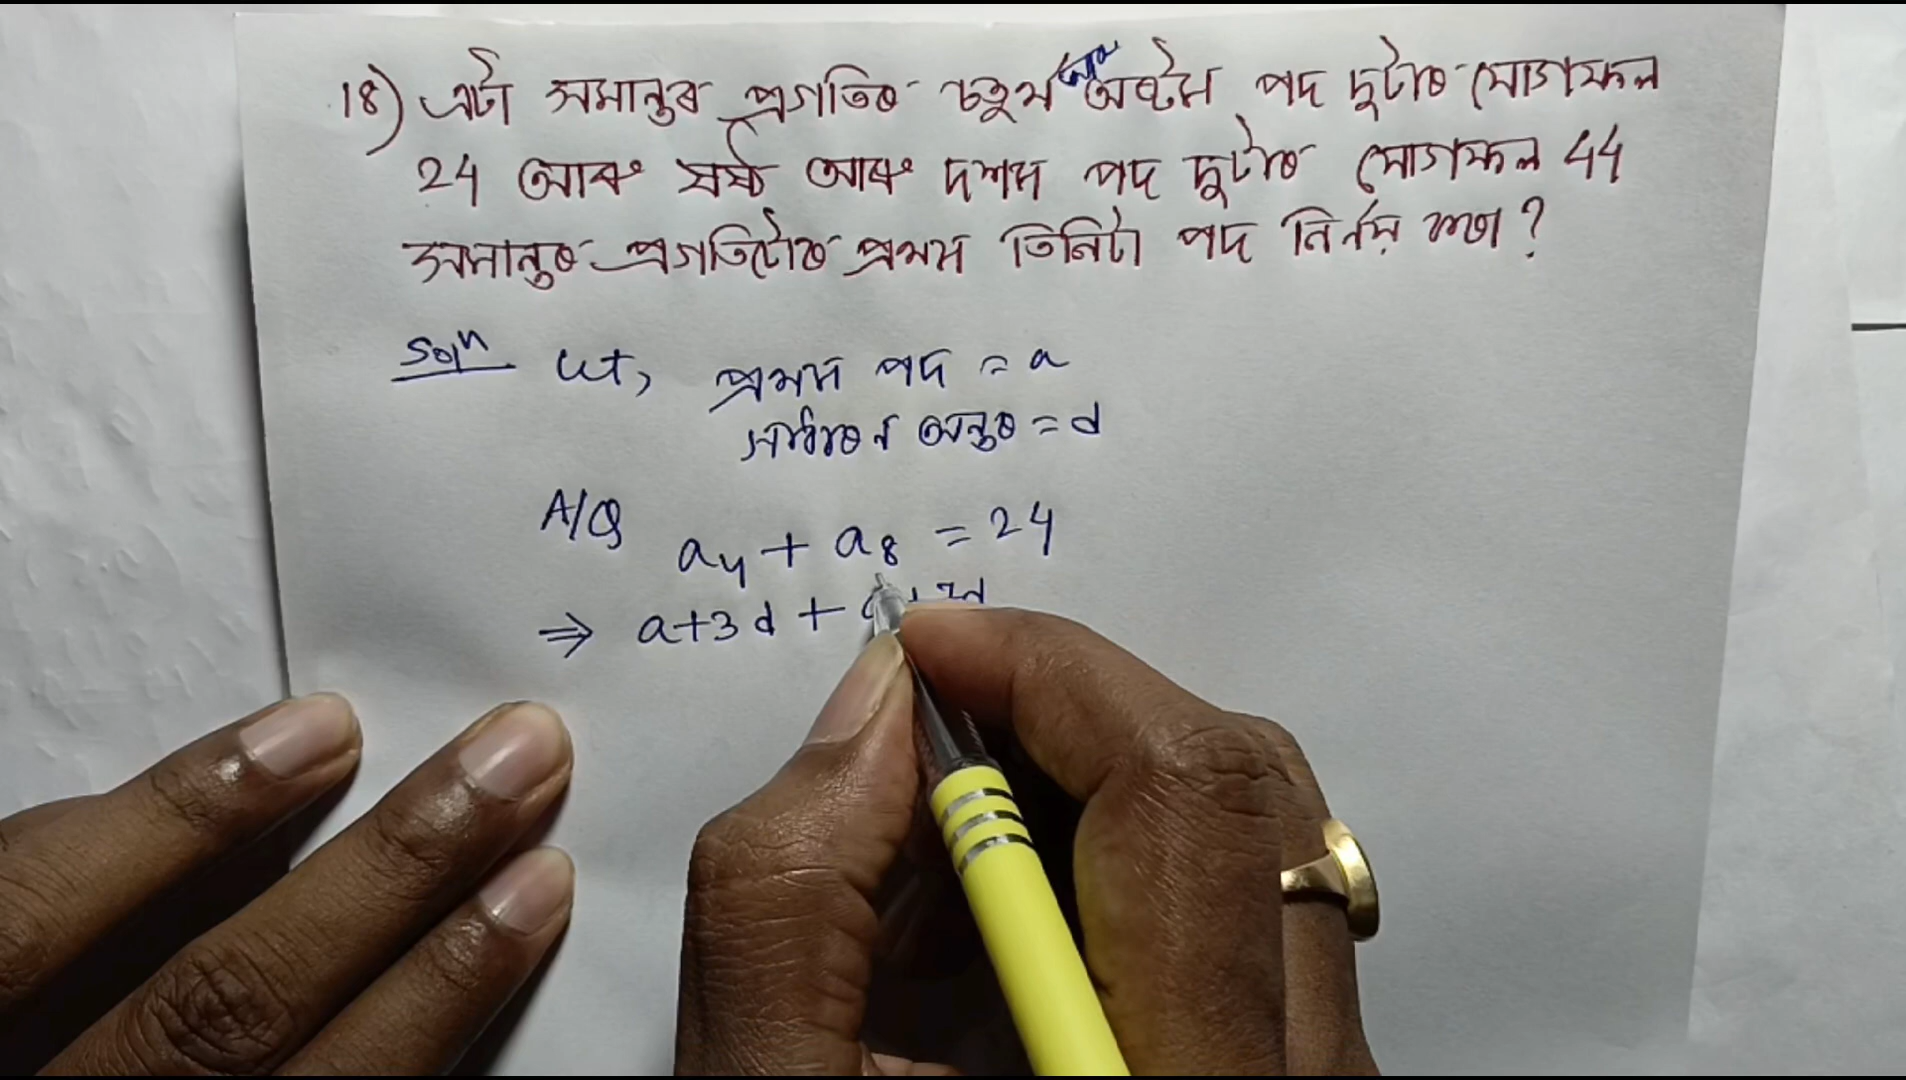 18) এটা সমান্তৰ প্ৰগতিৰ চতুৰ্থ আৰু অষ্টম পদ দুটাৰ যোগফল
24 আৰু ষষ্ঠ আৰু দশম পদ দুটাৰ যোগফল 44
সমান্তৰ প্ৰগতিটোৰ প্ৰথম তিনিটা পদ নিৰ্ণয় কৰা?
Solⁿ Let, প্ৰথম পদ = a
সাধাৰণ অন্তৰ = d
A/Q a₄ + a₈ = 24
⇒ a+3d +